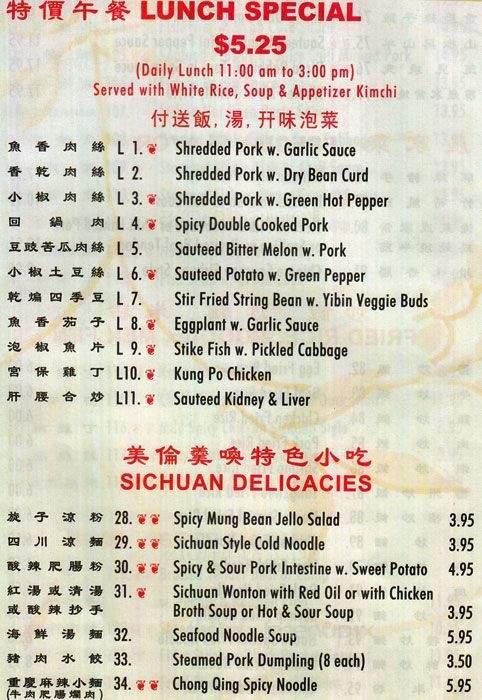 特價午餐 LUNCH SPECIAL
$5.25
(Daily Lunch 11:00 am to 3:00 pm)
Served with White Rice, Soup & Appetizer Kimchi
付送飯,湯,开味泡菜
魚香肉絲 L 1. Shredded Pork w. Garlic Sauce
香乾肉絲 L 2. Shredded Pork w. Dry Bean Curd
小椒肉絲 L 3. Shredded Pork w. Green Hot Pepper
回鍋肉 L 4. Spicy Double Cooked Pork
豆豉苦瓜肉絲 L 5. Sauteed Bitter Melon w. Pork
小椒土豆絲 L 6. Sauteed Potato w. Green Pepper
乾煸四季豆 L 7. Stir Fried String Bean w. Yibin Veggie Buds
魚香茄子 L 8. Eggplant w. Garlic Sauce
泡椒魚片 L 9. Stike Fish w. Pickled Cabbage
宮保雞丁 L10. Kung Po Chicken
肝腰合炒 L11. Sauteed Kidney & Liver
美倫羹喚特色小吃
SICHUAN DELICACIES
旋子涼粉 28. Spicy Mung Bean Jello Salad 3.95
四川涼麵 29. Sichuan Style Cold Noodle 3.95
酸辣肥腸粉 30. Spicy & Sour Pork Intestine w. Sweet Potato 4.95
紅湯或清湯 31. Sichuan Wonton with Red Oil or with Chicken
或酸辣抄手 Broth Soup or Hot & Sour Soup 3.95
海鮮湯麵 32. Seafood Noodle Soup 5.95
豬肉水餃 33. Steamed Pork Dumpling (8 each) 3.50
重慶麻辣小麵 34. Chong Qing Spicy Noodle 5.95
(牛肉肥腸燜肉)